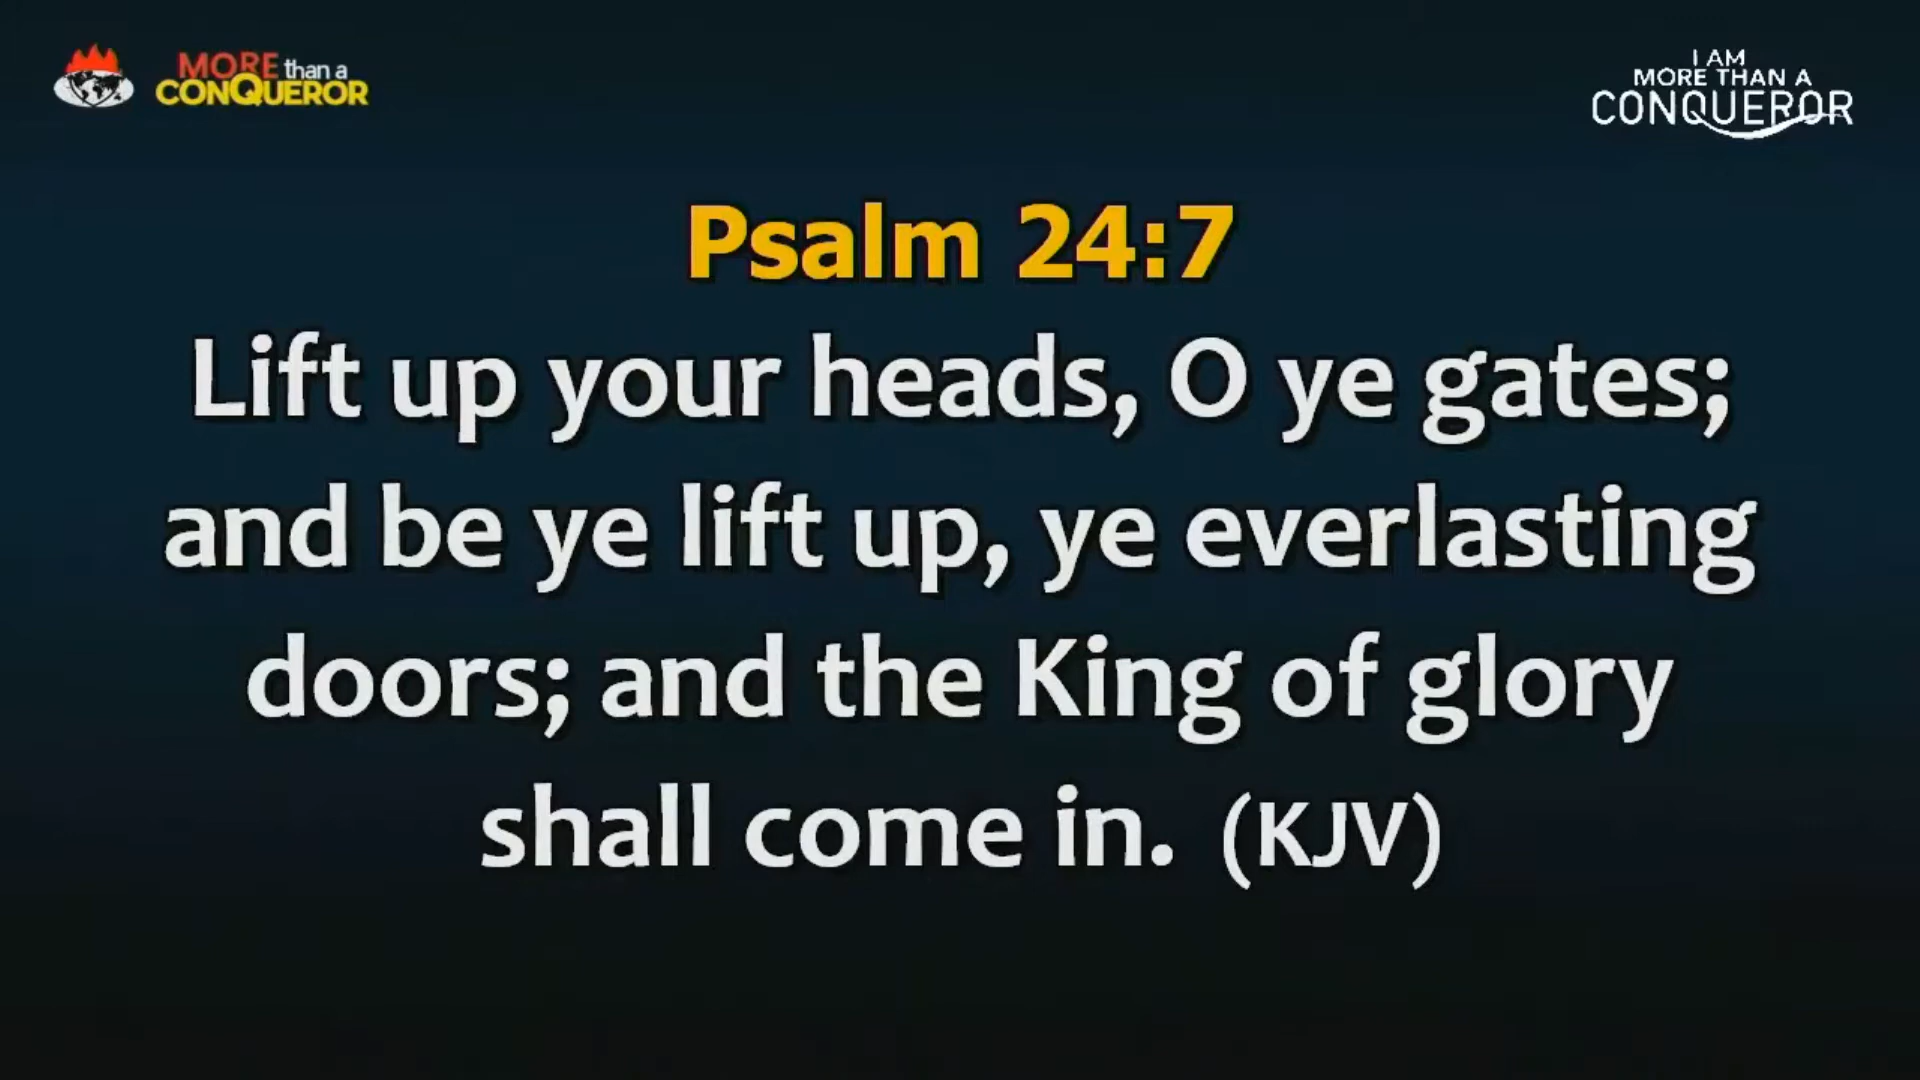 MORE than a
CONQUEROR
I AM
MORE THAN A
CONQUEROR
Psalm 24:7
Lift up your heads, O ye gates;
and be ye lift up, ye everlasting
doors; and the King of glory
shall come in. (KJV)